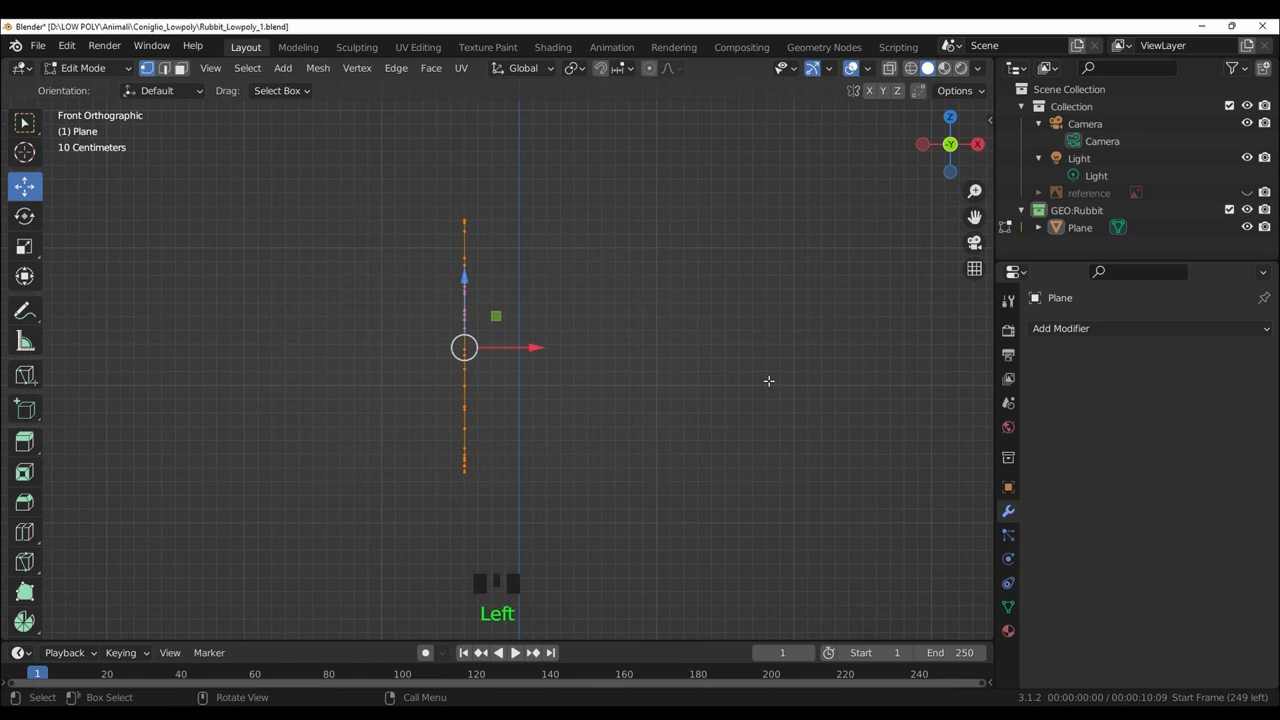 Blender* [D:\LOW POLY\Animali\Coniglio_Lowpoly\Rubbit_Lowpoly_1.blend]
File Edit Render Window Help Layout Modeling Sculpting UV Editing Texture Paint Shading Animation Rendering Compositing Geometry Nodes Scripting Scene ViewLayer
Edit Mode View Select Add Mesh Vertex Edge Face UV Global
Orientation: Default Drag: Select Box X Y Z Options
Scene Collection
Collection
Camera
Camera
Light
Light
reference
GEO:Rubbit
Plane
Front Orthographic
(1) Plane
10 Centimeters
Z
-Y
X
Plane
Add Modifier
Left
Playback Keying View Marker 1 Start 1 End 250
1 20 40 60 80 100 120 140 160 180 200 220 240
Select Box Select Rotate View Call Menu 3.1.2 00:00:00:00 / 00:00:10:09 Start Frame (249 left)